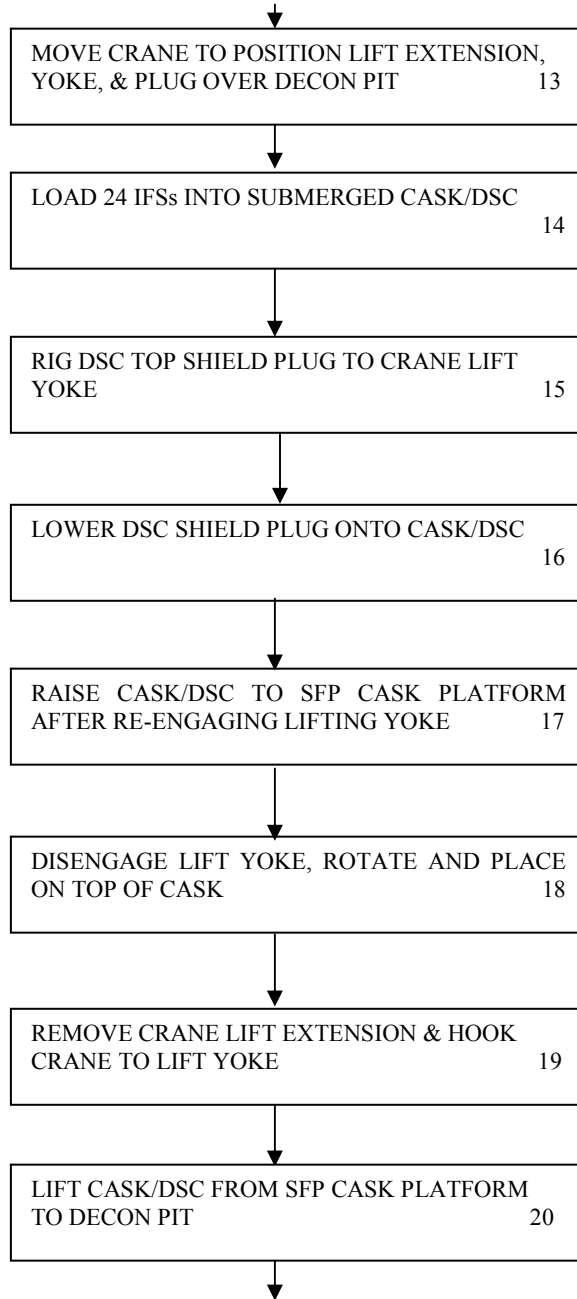 MOVE CRANE TO POSITION LIFT EXTENSION,
YOKE, & PLUG OVER DECON PIT 13
LOAD 24 IFSs INTO SUBMERGED CASK/DSC
14
RIG DSC TOP SHIELD PLUG TO CRANE LIFT
YOKE 15
LOWER DSC SHIELD PLUG ONTO CASK/DSC
16
RAISE CASK/DSC TO SFP CASK PLATFORM
AFTER RE-ENGAGING LIFTING YOKE 17
DISENGAGE LIFT YOKE, ROTATE AND PLACE
ON TOP OF CASK 18
REMOVE CRANE LIFT EXTENSION & HOOK
CRANE TO LIFT YOKE 19
LIFT CASK/DSC FROM SFP CASK PLATFORM
TO DECON PIT 20